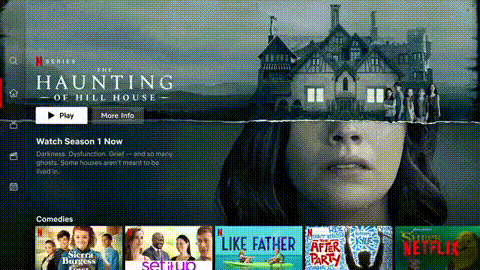 N SERIES
THE
HAUNTING
OF HILL HOUSE
Play
More Info
Watch Season 1 Now
Darkness. Dysfunction. Grief — and so many
ghosts. Some houses aren't meant to be
lived in.
Comedies
Sierra
Burgess
set it up
LIKE FATHER
AFTER
PARTY
NETFLIX